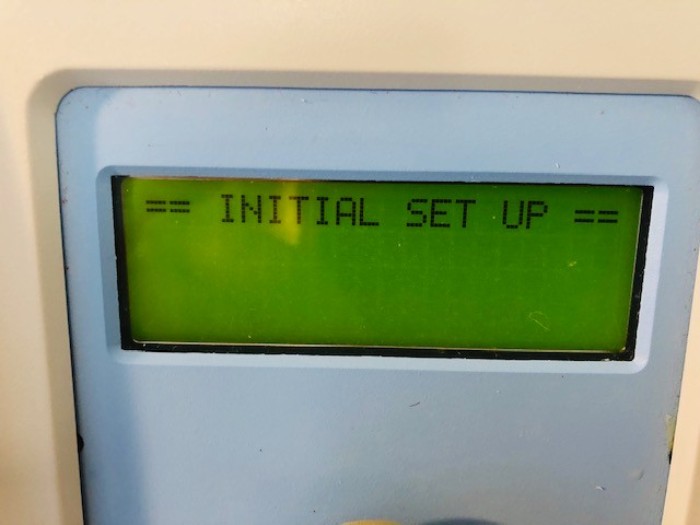 == INITIAL SET UP ==